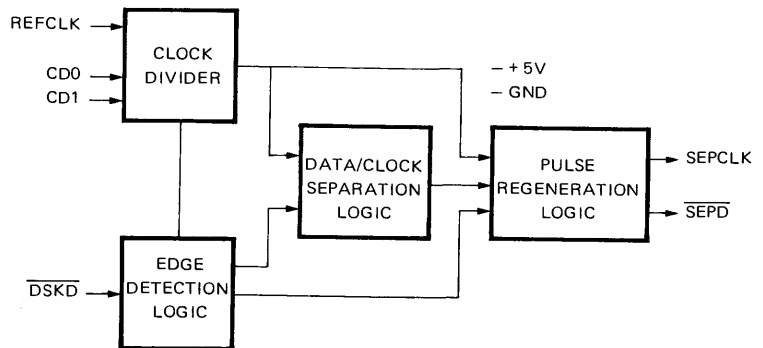 REFCLK
CD0
CD1
CLOCK
DIVIDER
– + 5V
– GND
DATA/CLOCK
SEPARATION
LOGIC
PULSE
REGENERATION
LOGIC
SEPCLK
SEPD
DSKD
EDGE
DETECTION
LOGIC